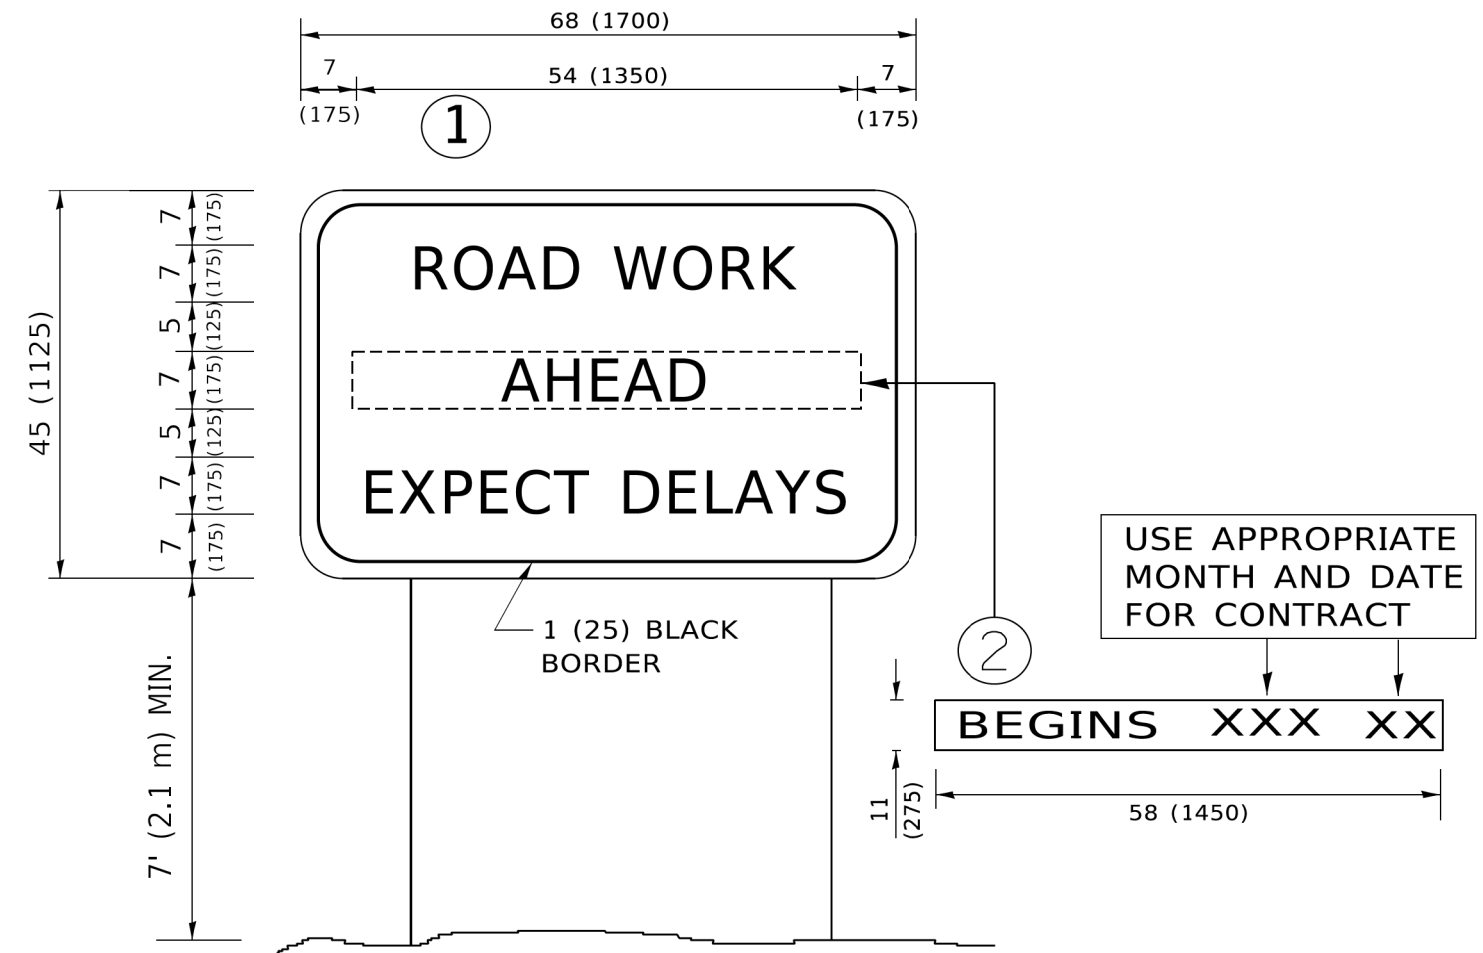 68 (1700)
7
54 (1350)
7
(175)
(175)
1
7
(175)
7
(175)
5
(125)
7
(175)
5
(125)
7
(175)
7
(175)
45 (1125)
ROAD WORK
AHEAD
EXPECT DELAYS
1 (25) BLACK
BORDER
7' (2.1 m) MIN.
2
USE APPROPRIATE
MONTH AND DATE
FOR CONTRACT
BEGINS XXX XX
11
(275)
58 (1450)